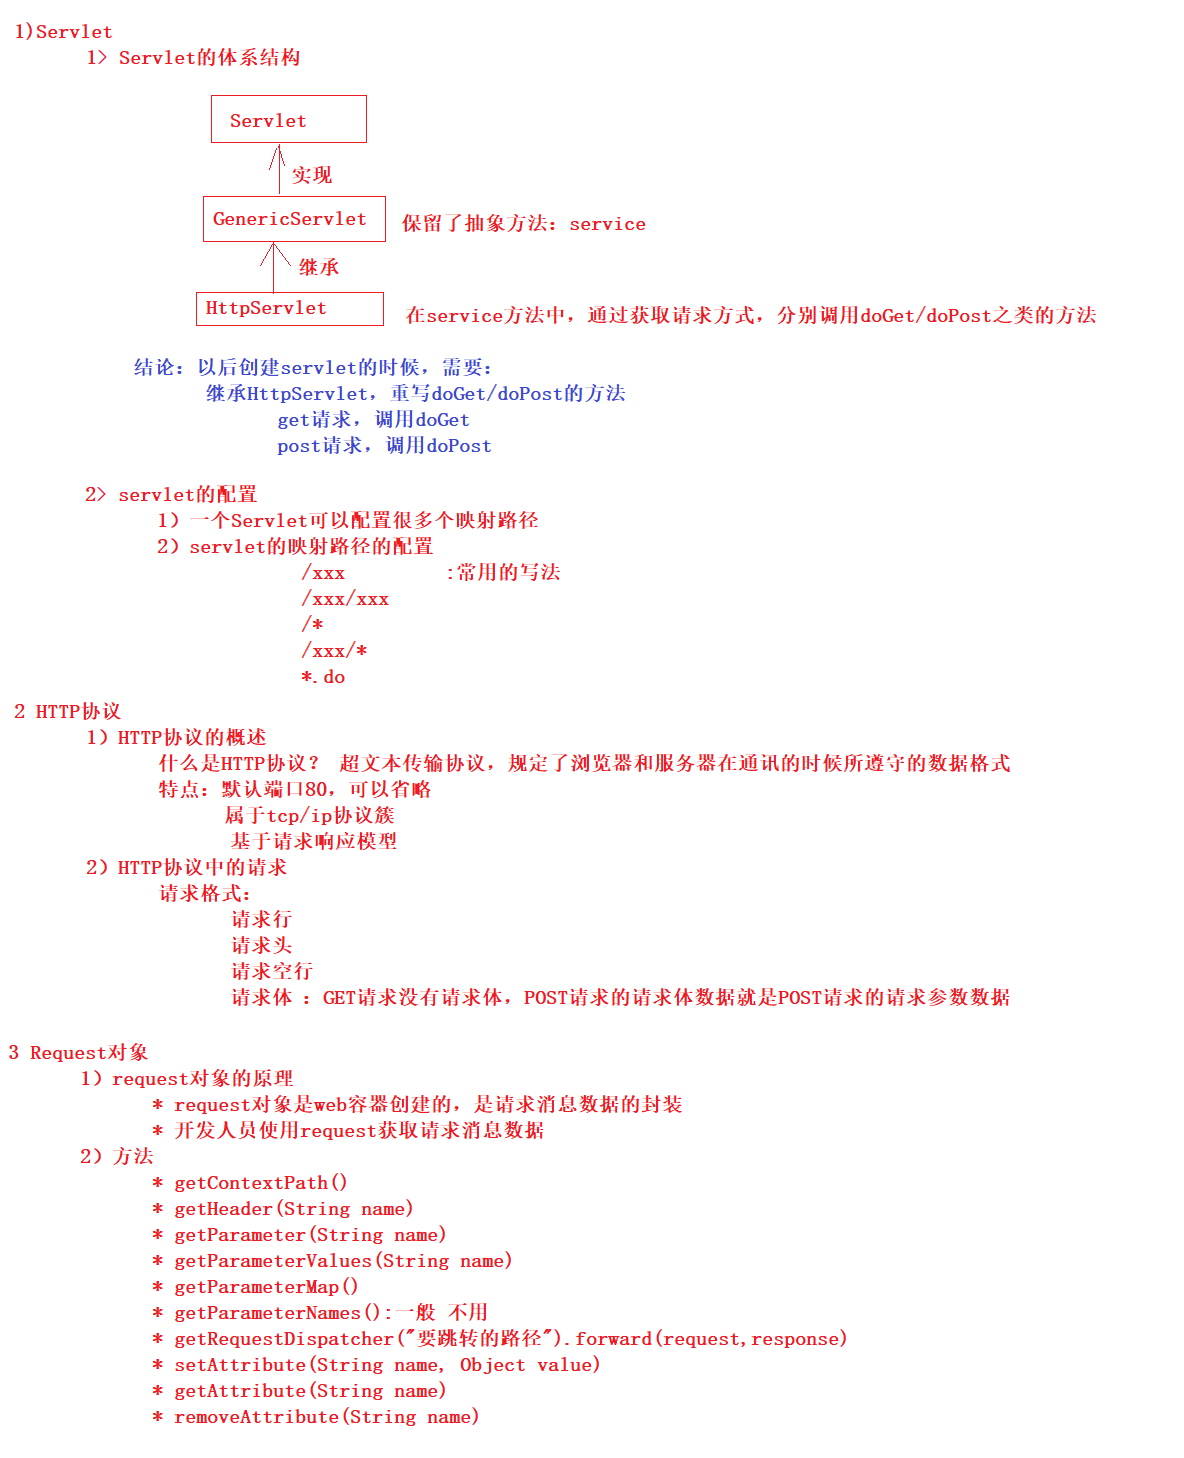 1)Servlet
1> Servlet的体系结构
Servlet
实现
GenericServlet
保留了抽象方法：service
继承
HttpServlet
在service方法中，通过获取请求方式，分别调用doGet/doPost之类的方法
结论：以后创建servlet的时候，需要：
继承HttpServlet，重写doGet/doPost的方法
get请求，调用doGet
post请求，调用doPost
2> servlet的配置
1）一个Servlet可以配置很多个映射路径
2）servlet的映射路径的配置
/xxx :常用的写法
/xxx/xxx
/*
/xxx/*
*.do
2 HTTP协议
1）HTTP协议的概述
什么是HTTP协议？ 超文本传输协议，规定了浏览器和服务器在通讯的时候所遵守的数据格式
特点：默认端口80，可以省略
属于tcp/ip协议簇
基于请求响应模型
2）HTTP协议中的请求
请求格式：
请求行
请求头
请求空行
请求体 ：GET请求没有请求体，POST请求的请求体数据就是POST请求的请求参数数据
3 Request对象
1）request对象的原理
* request对象是web容器创建的，是请求消息数据的封装
* 开发人员使用request获取请求消息数据
2）方法
* getContextPath()
* getHeader(String name)
* getParameter(String name)
* getParameterValues(String name)
* getParameterMap()
* getParameterNames():一般 不用
* getRequestDispatcher("要跳转的路径").forward(request,response)
* setAttribute(String name, Object value)
* getAttribute(String name)
* removeAttribute(String name)